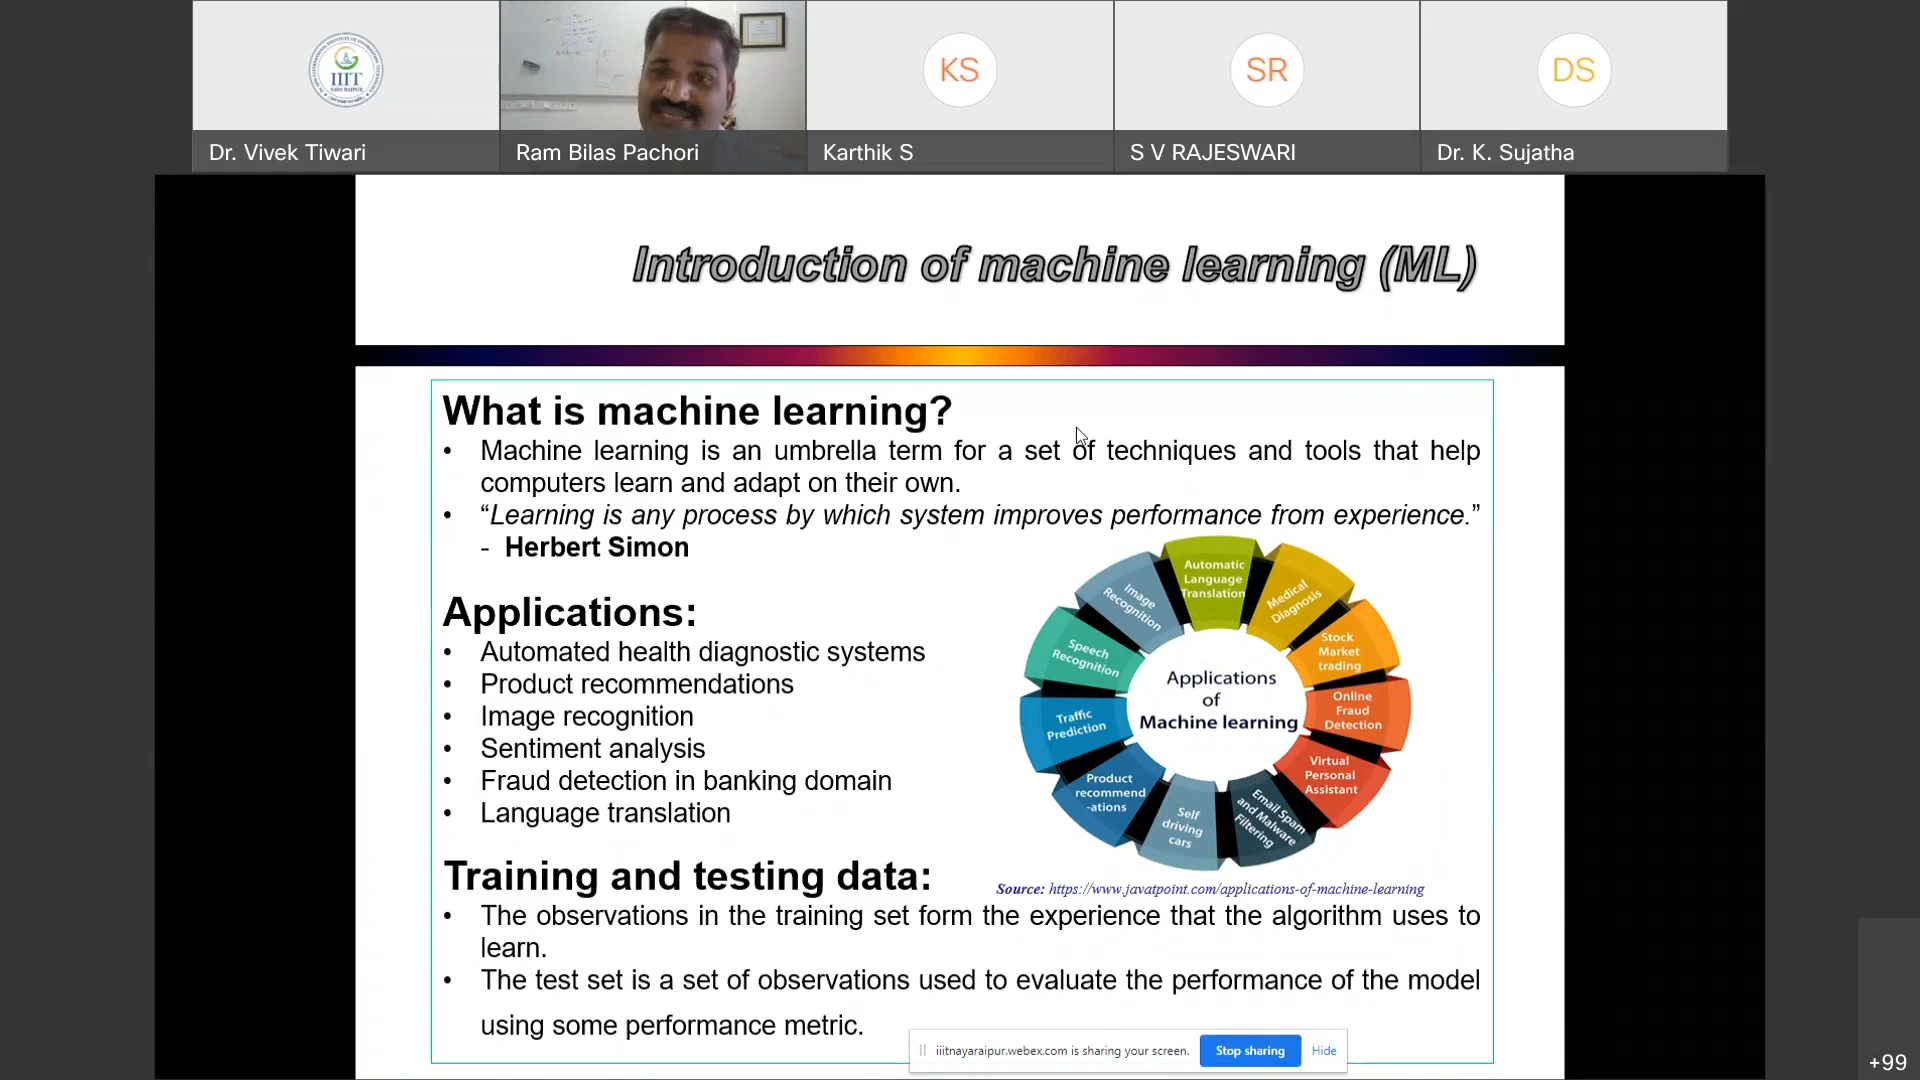 IIIT
NAYA RAIPUR
KS
SR
DS
Dr. Vivek Tiwari
Ram Bilas Pachori
Karthik S
S V RAJESWARI
Dr. K. Sujatha
Introduction of machine learning (ML)
What is machine learning?
• Machine learning is an umbrella term for a set of techniques and tools that help
computers learn and adapt on their own.
• “Learning is any process by which system improves performance from experience.”
- Herbert Simon
Applications:
• Automated health diagnostic systems
• Product recommendations
• Image recognition
• Sentiment analysis
• Fraud detection in banking domain
• Language translation
Automatic
Language
Translation
Medical
Diagnosis
Stock
Market
trading
Online
Fraud
Detection
Virtual
Personal
Assistant
Email Spam
and Malware
Filtering
Self
driving
cars
Product
recommend
-ations
Traffic
Prediction
Speech
Recognition
Image
Recognition
Applications
of
Machine learning
Source: https://www.javatpoint.com/applications-of-machine-learning
Training and testing data:
• The observations in the training set form the experience that the algorithm uses to
learn.
• The test set is a set of observations used to evaluate the performance of the model
using some performance metric.
iiitnayaraipur.webex.com is sharing your screen.
Stop sharing
Hide
+99